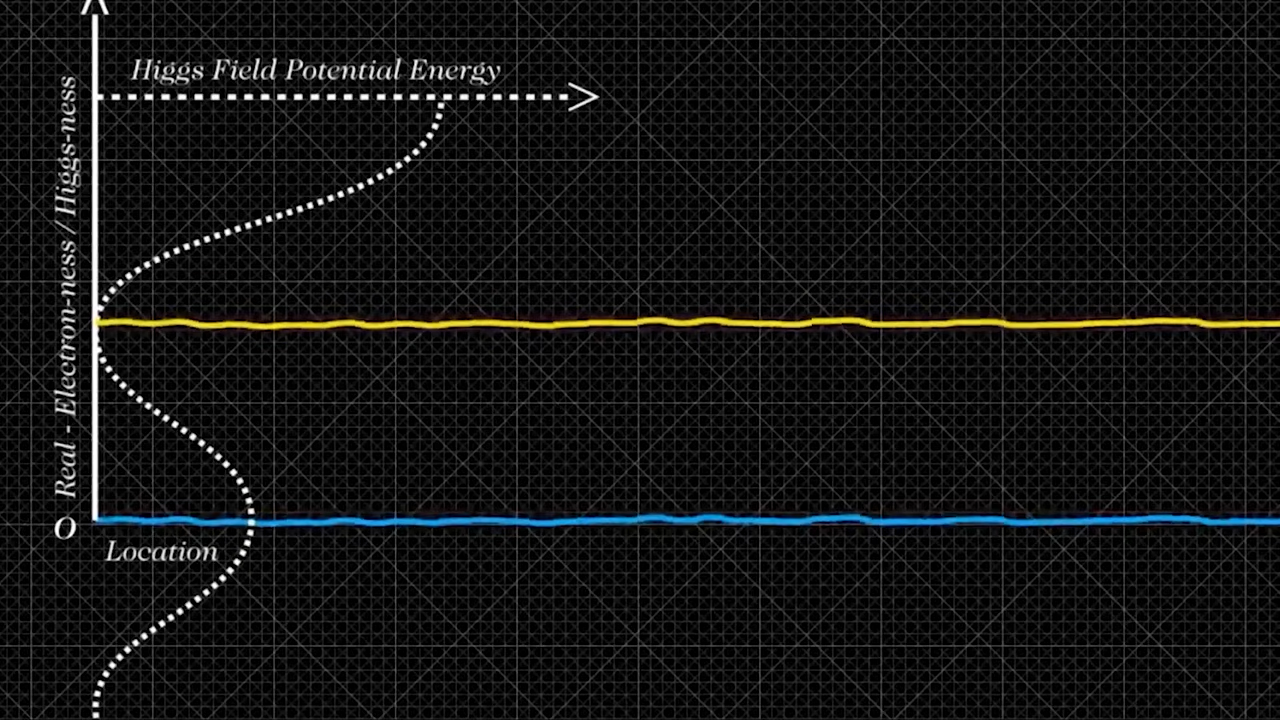 Higgs Field Potential Energy
Real - Electron-ness / Higgs-ness
O
Location